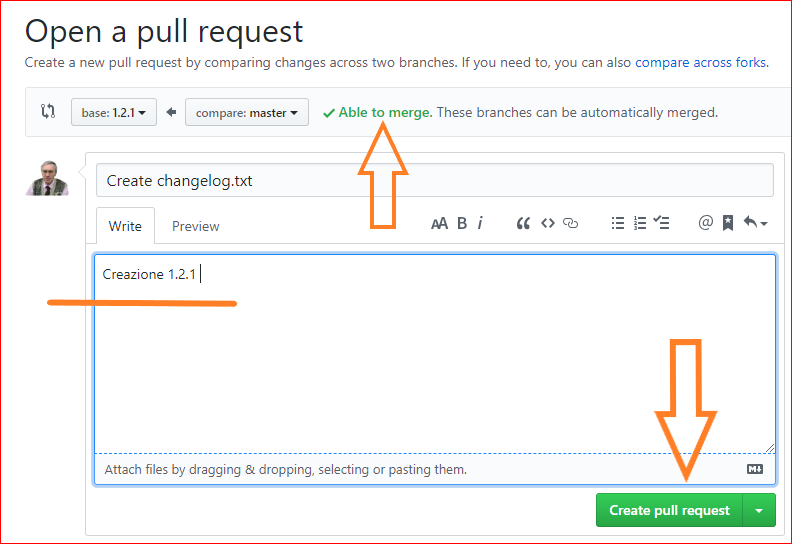 Open a pull request
Create a new pull request by comparing changes across two branches. If you need to, you can also compare across forks.
base: 1.2.1 compare: master Able to merge. These branches can be automatically merged.
Create changelog.txt
Write Preview AA B i @
Creazione 1.2.1
Attach files by dragging & dropping, selecting or pasting them. M
Create pull request